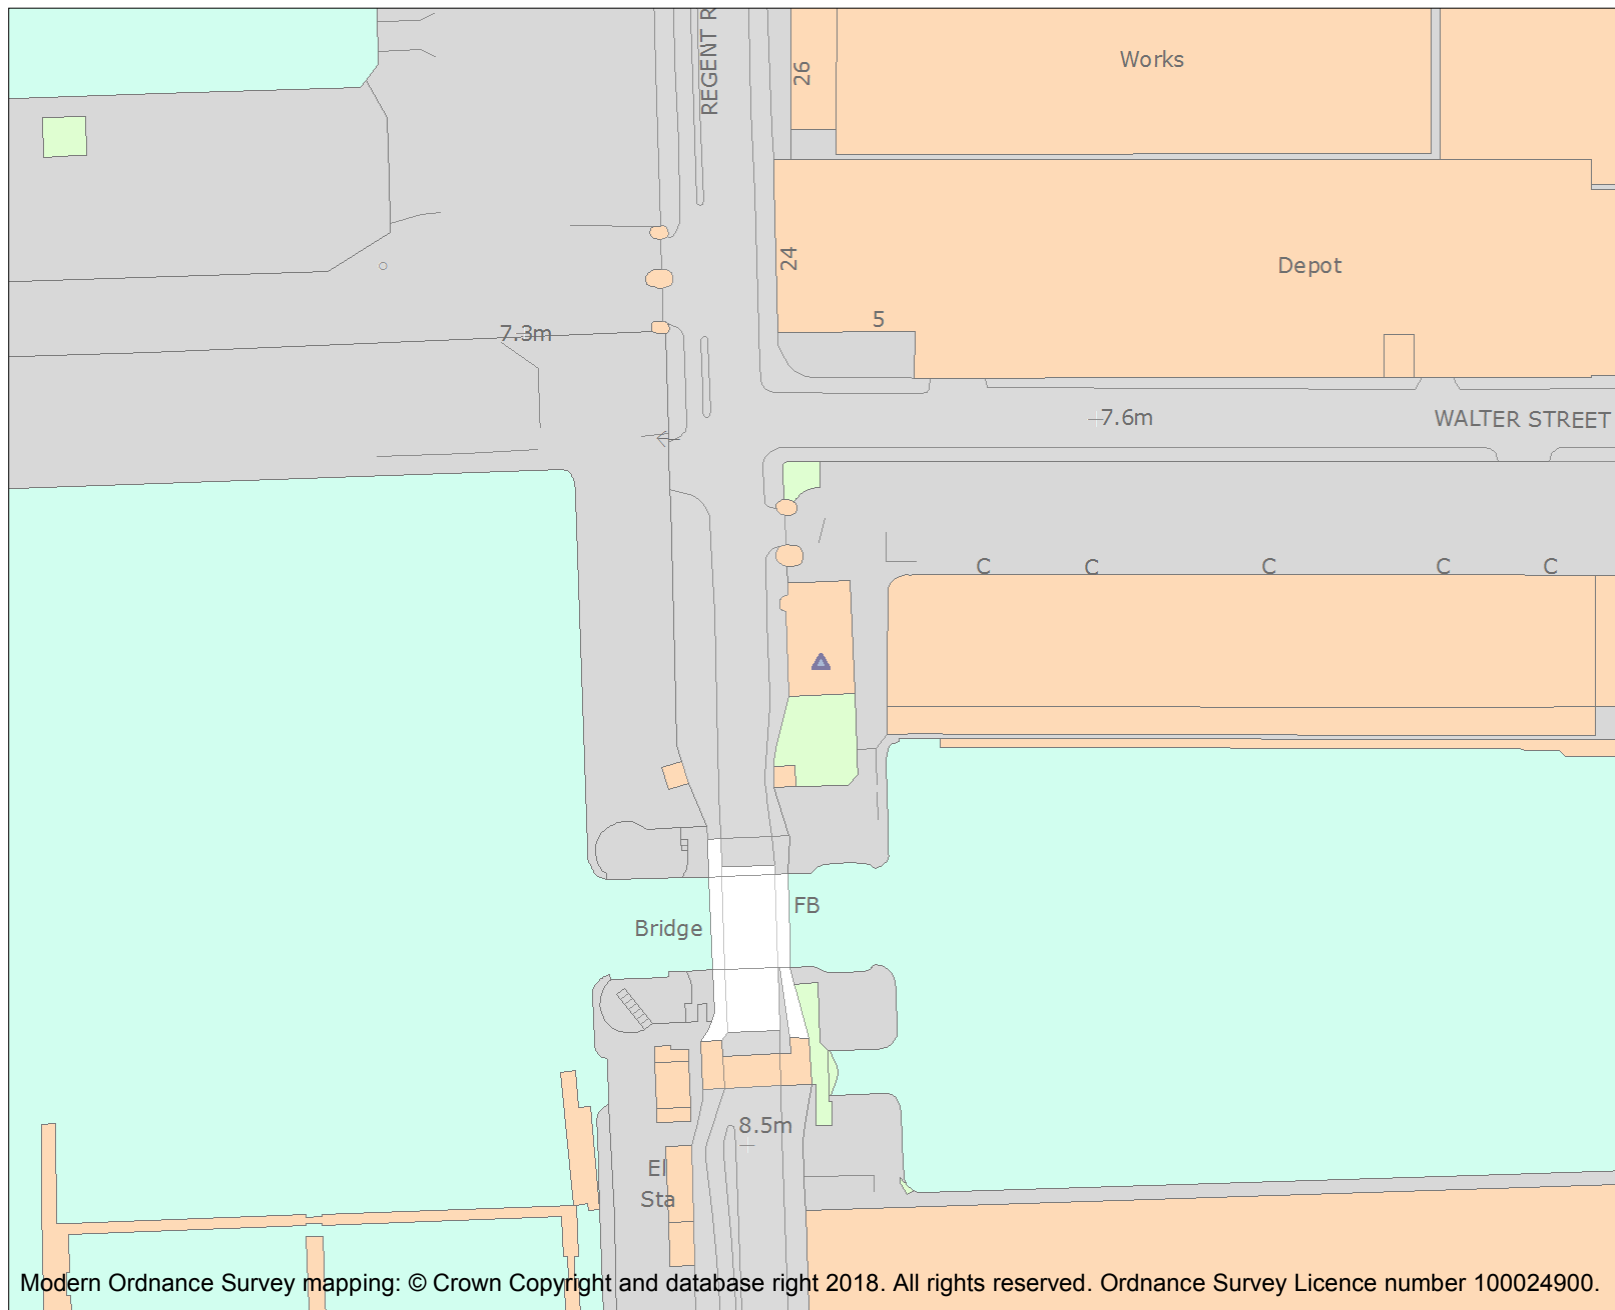 REGENT R
26
Works
24
Depot
5
7.3m
7.6m
WALTER STREET
C
C
C
C
C
FB
Bridge
8.5m
El
Sta
Modern Ordnance Survey mapping: © Crown Copyright and database right 2018. All rights reserved. Ordnance Survey Licence number 100024900.